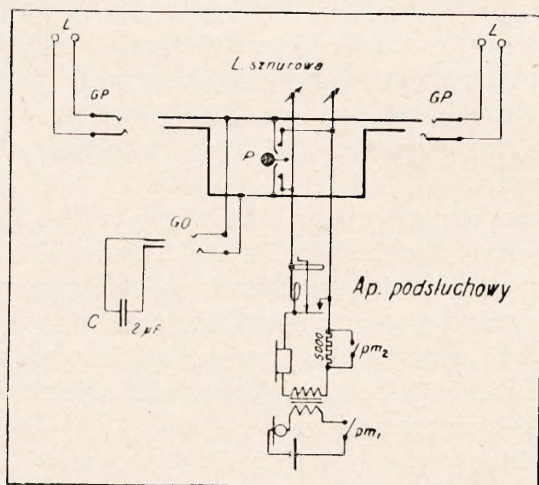 L L
L. sznurowa
GP GP
P
GO
Ap. podsłuchowy
C 2 µF
5000
pm₂
pm₁